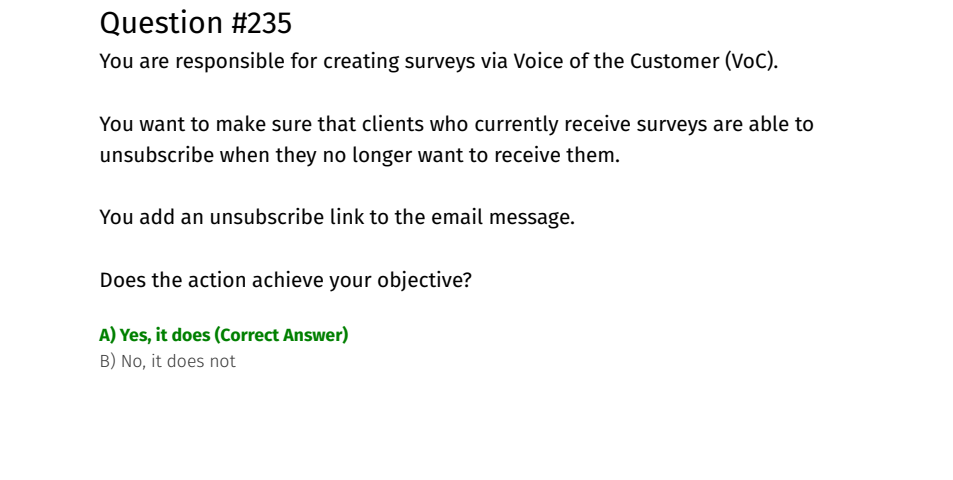 Question #235
You are responsible for creating surveys via Voice of the Customer (VoC).
You want to make sure that clients who currently receive surveys are able to
unsubscribe when they no longer want to receive them.
You add an unsubscribe link to the email message.
Does the action achieve your objective?
A) Yes, it does (Correct Answer)
B) No, it does not